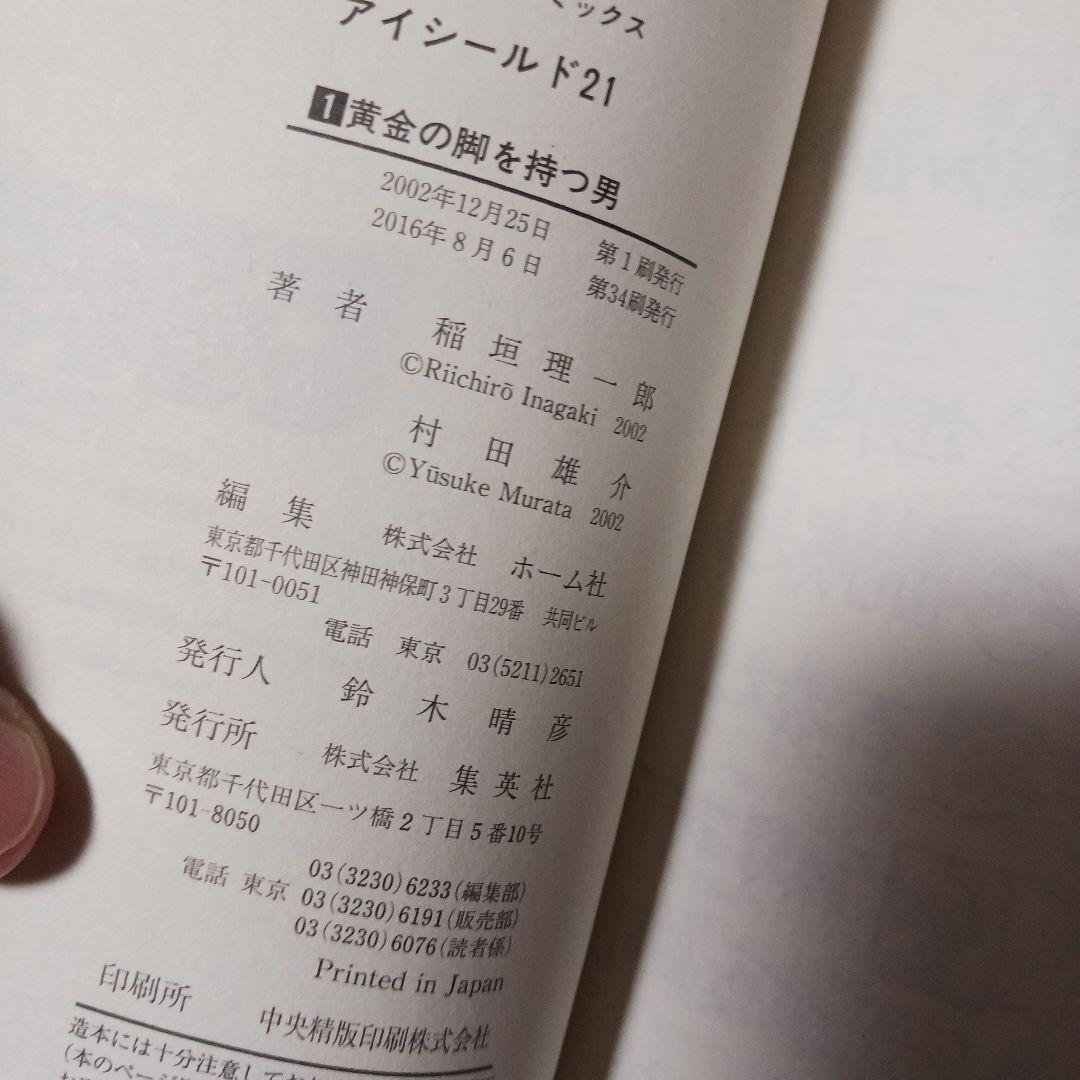 ミックス
アイシールド21
1 黄金の脚を持つ男
2002年12月25日 第1刷発行
2016年8月6日 第34刷発行
著者 稲垣理一郎
©Riichirō Inagaki 2002
村田雄介
©Yūsuke Murata 2002
編集 株式会社 ホーム社
東京都千代田区神田神保町3丁目29番 共同ビル
〒101-0051
電話 東京 03(5211)2651
発行人 鈴木晴彦
発行所 株式会社 集英社
東京都千代田区一ツ橋2丁目5番10号
〒101-8050
03(3230)6233(編集部)
電話 東京 03(3230)6191(販売部)
03(3230)6076(読者係)
Printed in Japan
印刷所 中央精版印刷株式会社
造本には十分注意してお
(本のペー